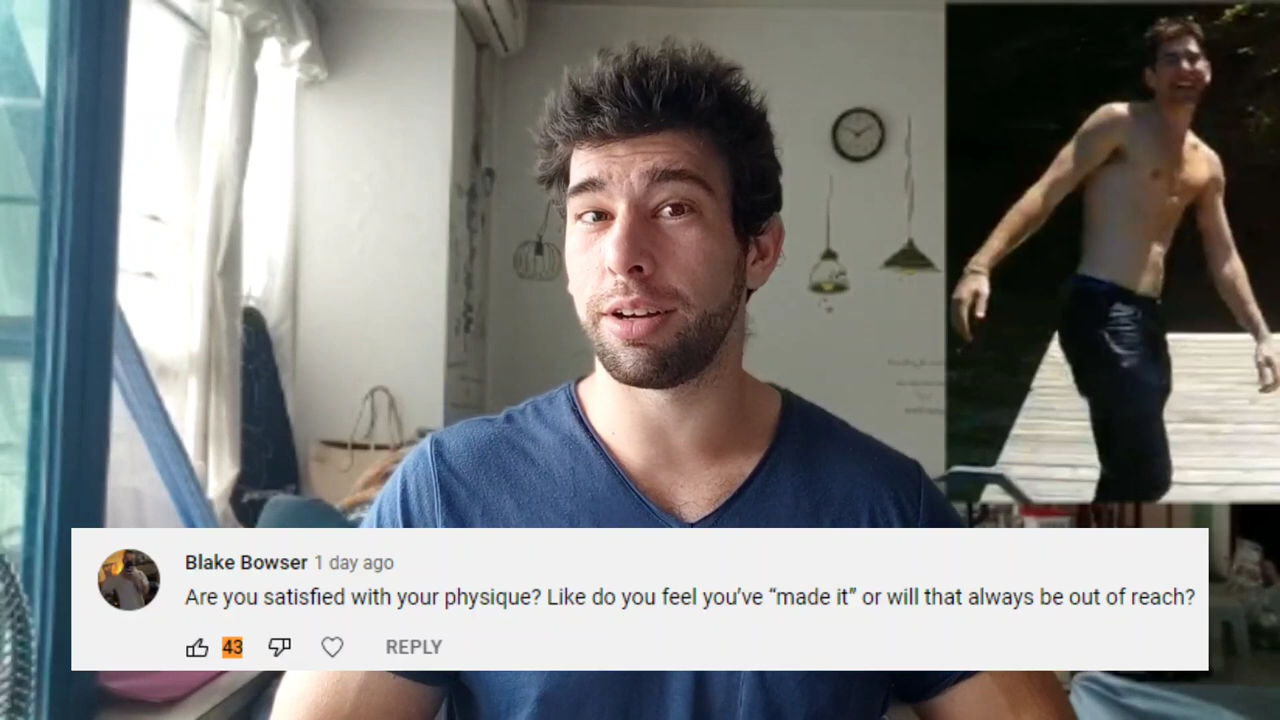 Blake Bowser 1 day ago
Are you satisfied with your physique? Like do you feel you've “made it” or will that always be out of reach?
43 REPLY